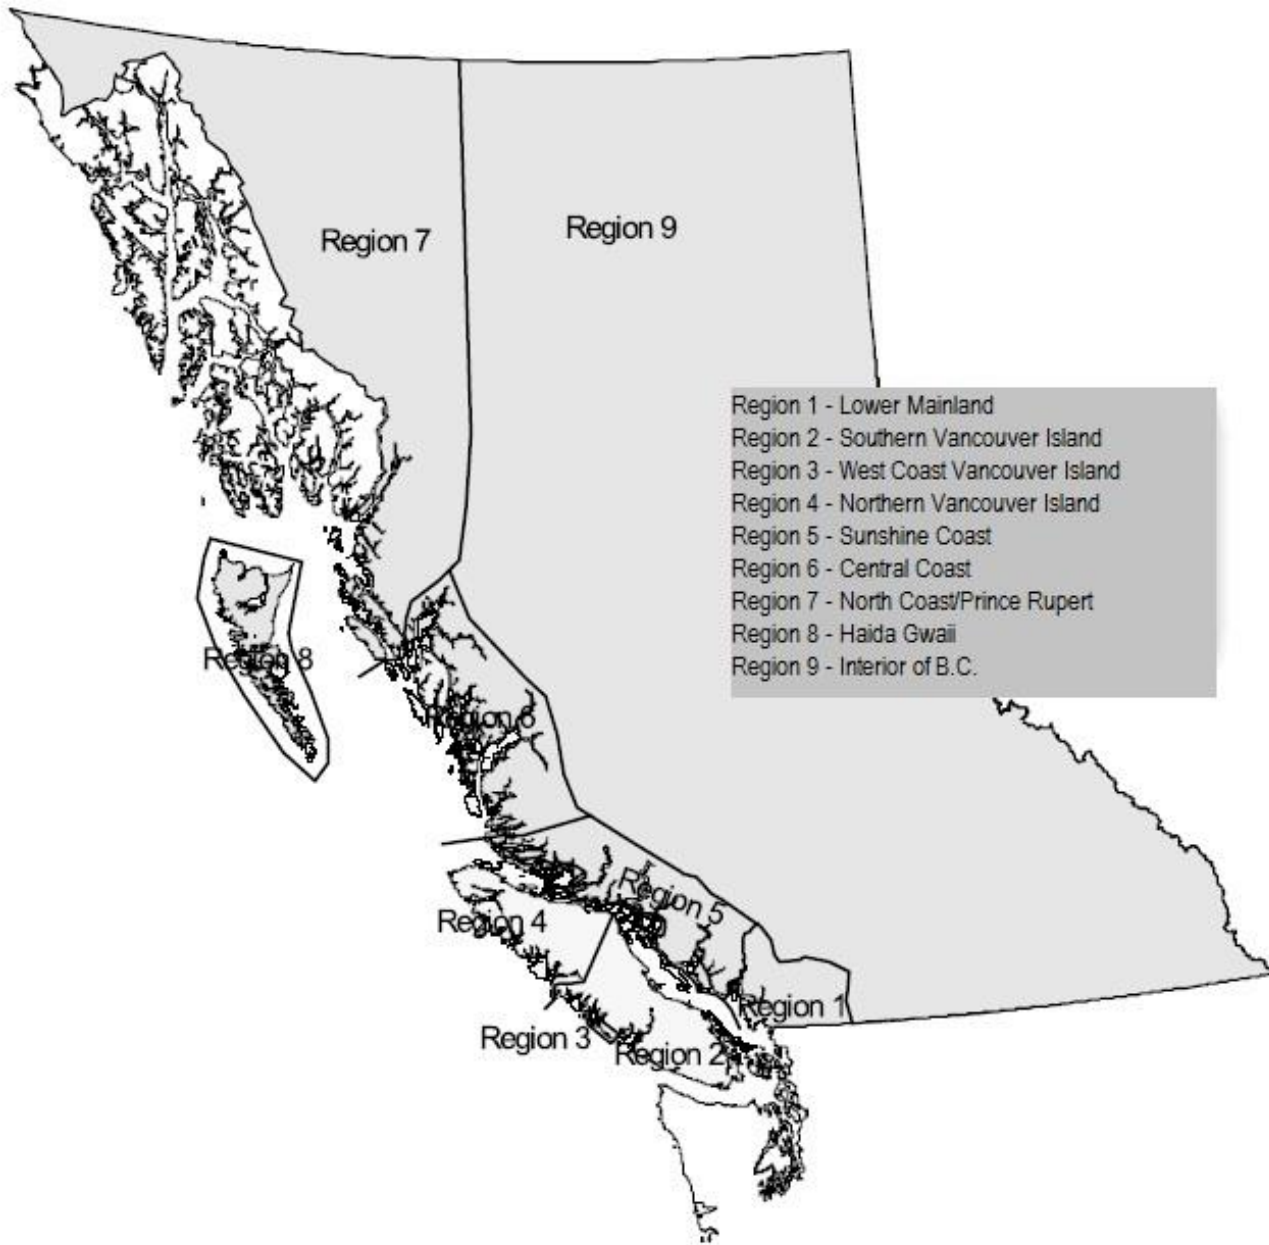 Region 7
Region 9
Region 1 - Lower Mainland
Region 2 - Southern Vancouver Island
Region 3 - West Coast Vancouver Island
Region 4 - Northern Vancouver Island
Region 5 - Sunshine Coast
Region 6 - Central Coast
Region 7 - North Coast/Prince Rupert
Region 8 - Haida Gwaii
Region 9 - Interior of B.C.
Region 8
Region 6
Region 5
Region 4
Region 1
Region 3
Region 2